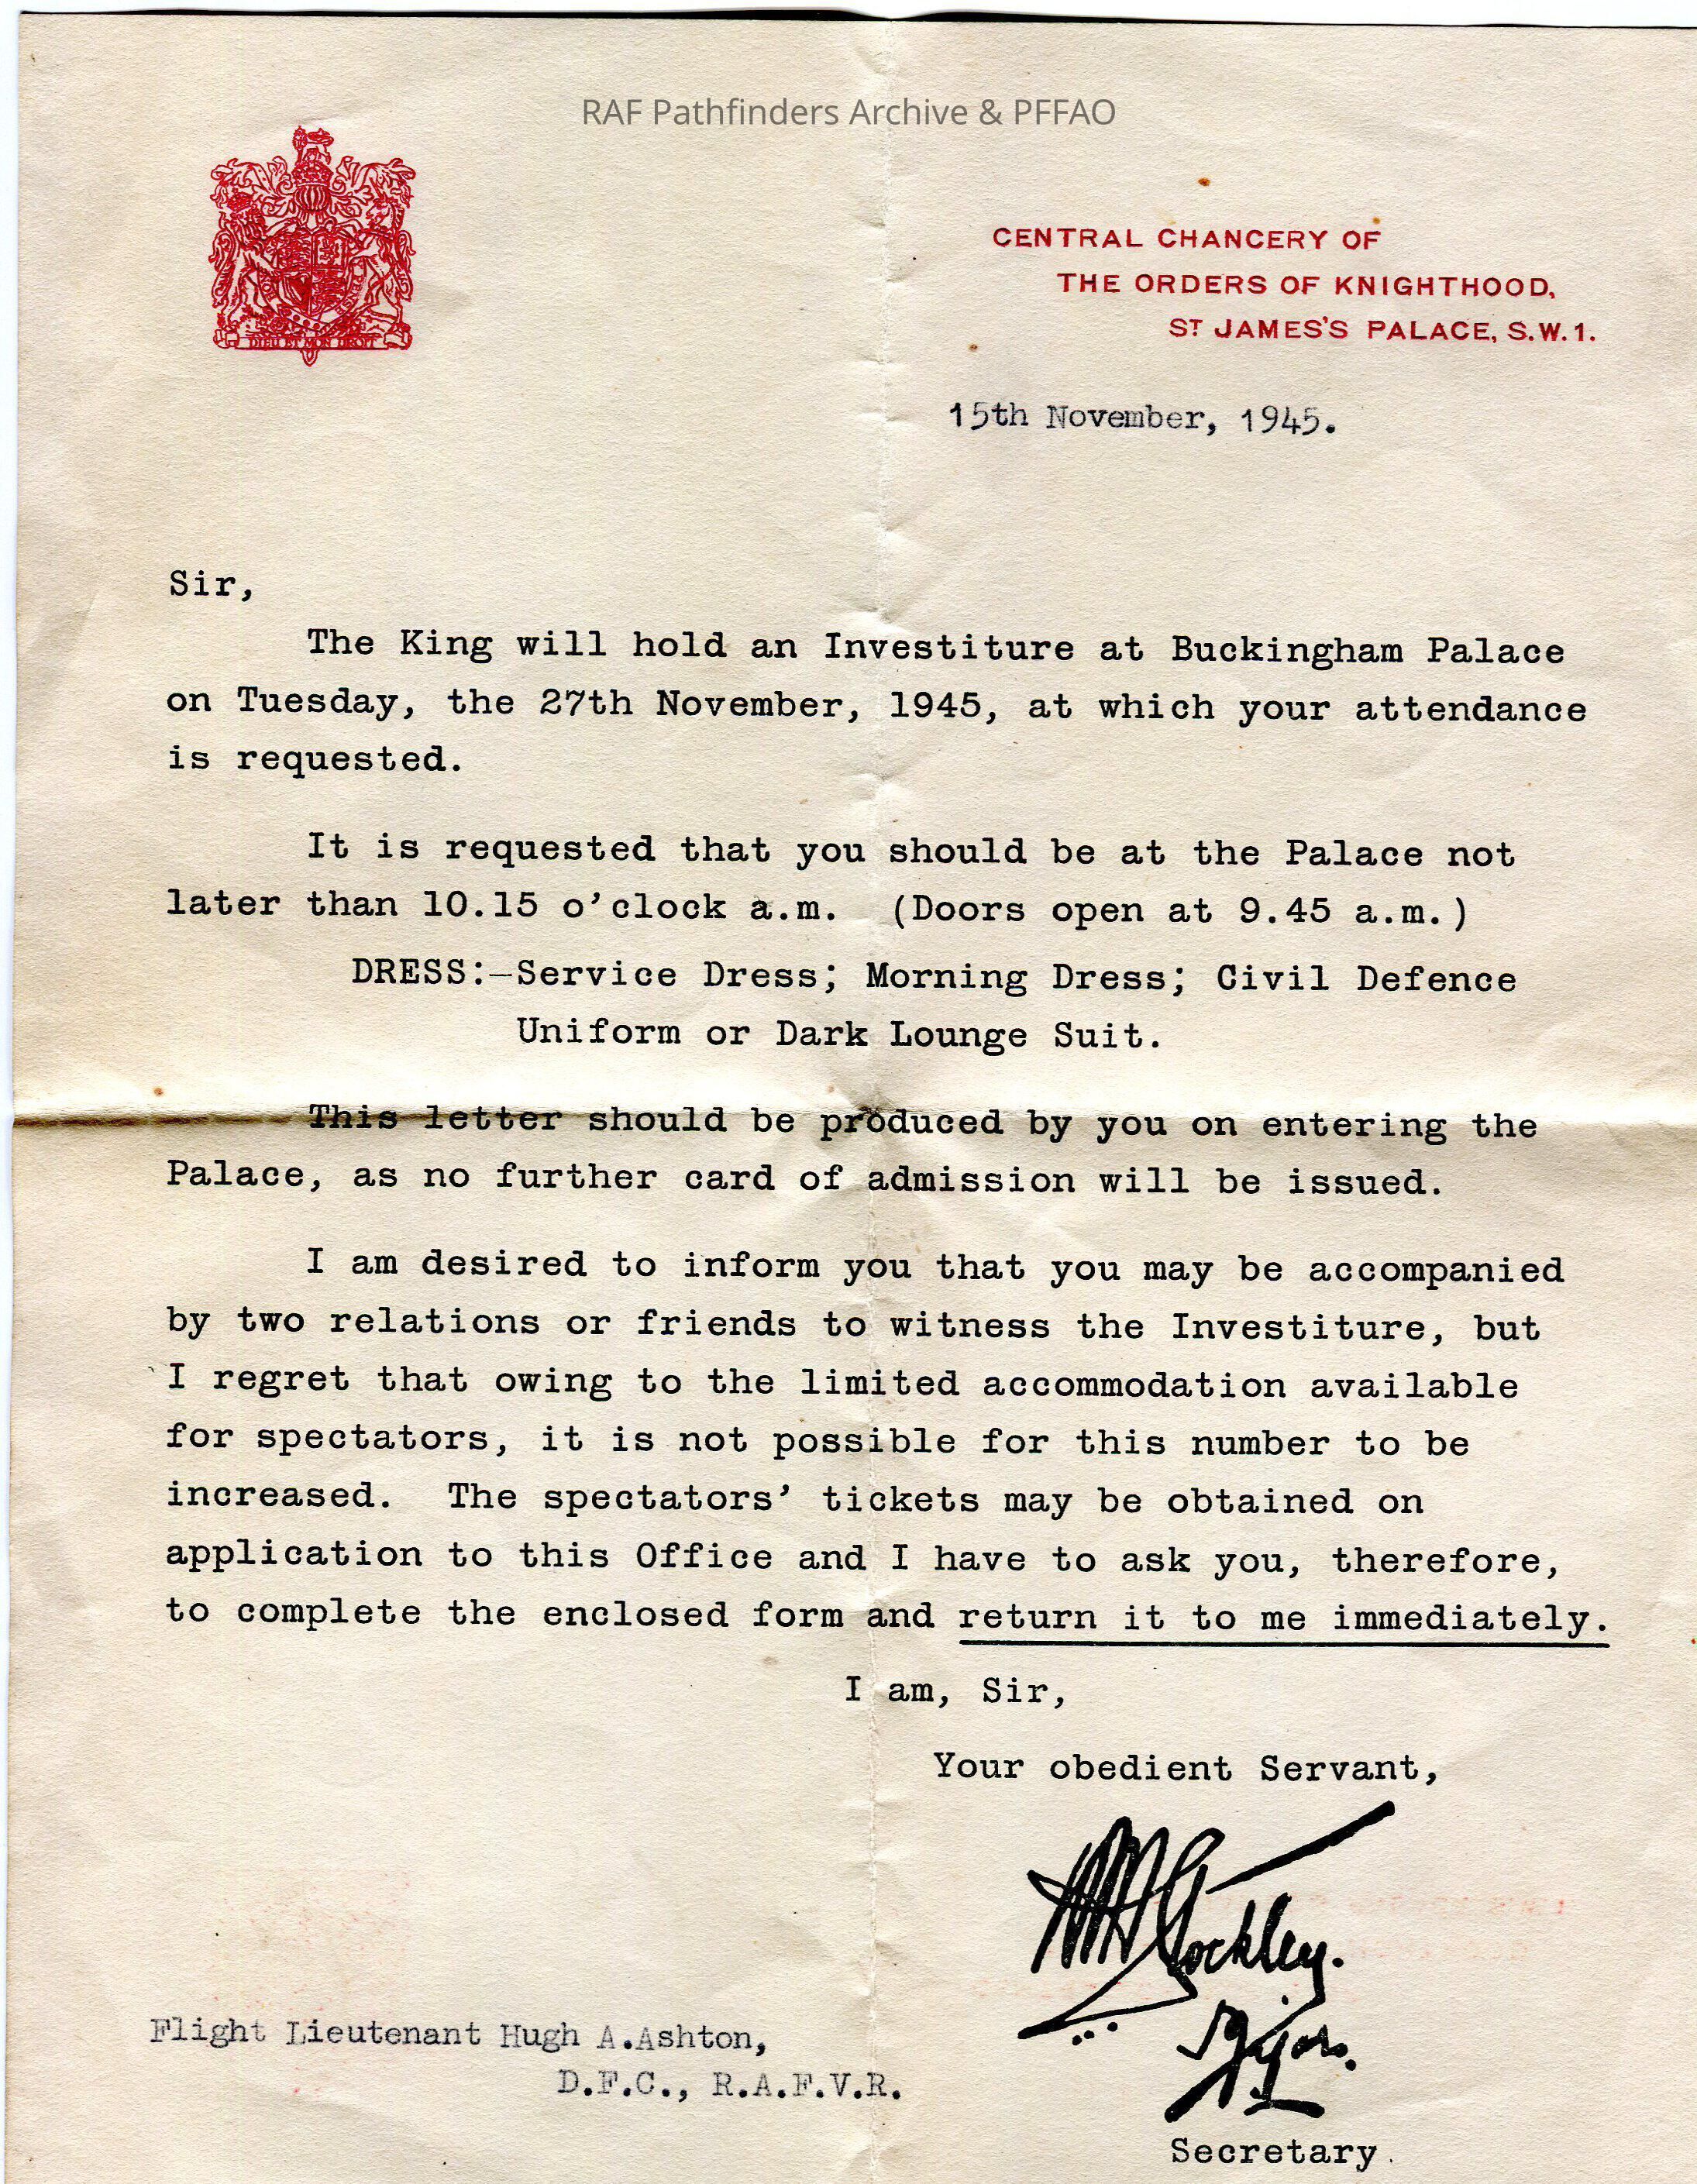 RAF Pathfinders Archive & PFFAO
CENTRAL CHANCERY OF
THE ORDERS OF KNIGHTHOOD,
ST JAMES'S PALACE, S.W.1.
DIEU ET MON DROIT
15th November, 1945.
Sir,
The King will hold an Investiture at Buckingham Palace
on Tuesday, the 27th November, 1945, at which your attendance
is requested.
It is requested that you should be at the Palace not
later than 10.15 o'clock a.m. (Doors open at 9.45 a.m.)
DRESS:—Service Dress; Morning Dress; Civil Defence
Uniform or Dark Lounge Suit.
This letter should be produced by you on entering the
Palace, as no further card of admission will be issued.
I am desired to inform you that you may be accompanied
by two relations or friends to witness the Investiture, but
I regret that owing to the limited accommodation available
for spectators, it is not possible for this number to be
increased. The spectators' tickets may be obtained on
application to this Office and I have to ask you, therefore,
to complete the enclosed form and return it to me immediately.
I am, Sir,
Your obedient Servant,
Stockley.
Major.
Flight Lieutenant Hugh A.Ashton,
D.F.C., R.A.F.V.R.
Secretary.